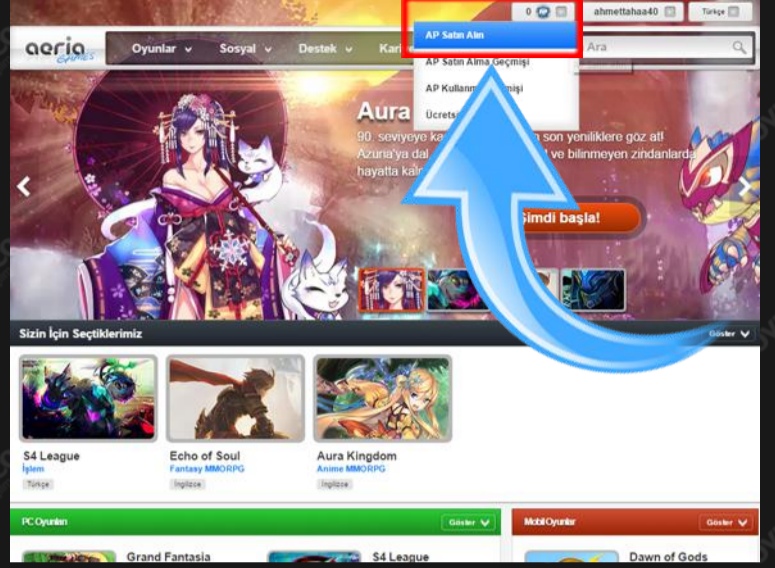 0
ahmettahaa40
Türkçe
aeria
GAMES
Oyunlar
Sosyal
Destek
AP Satın Alın
Ara
AP Satın Alma Geçmişi
AP
Aura
90. seviyeye
son yeniliklere göz at!
Azuria'ya dal
ve bilinmeyen zindanlarda
hayatta
Şimdi başla!
Sizin İçin Seçtiklerimiz
Göster
S4 League
İşlem
Türkçe
Echo of Soul
Fantasy MMORPG
İngilizce
Aura Kingdom
Anime MMORPG
İngilizce
PC Oyunları
Göster
Mobil Oyunlar
Göster
Grand Fantasia
S4 League
Dawn of Gods